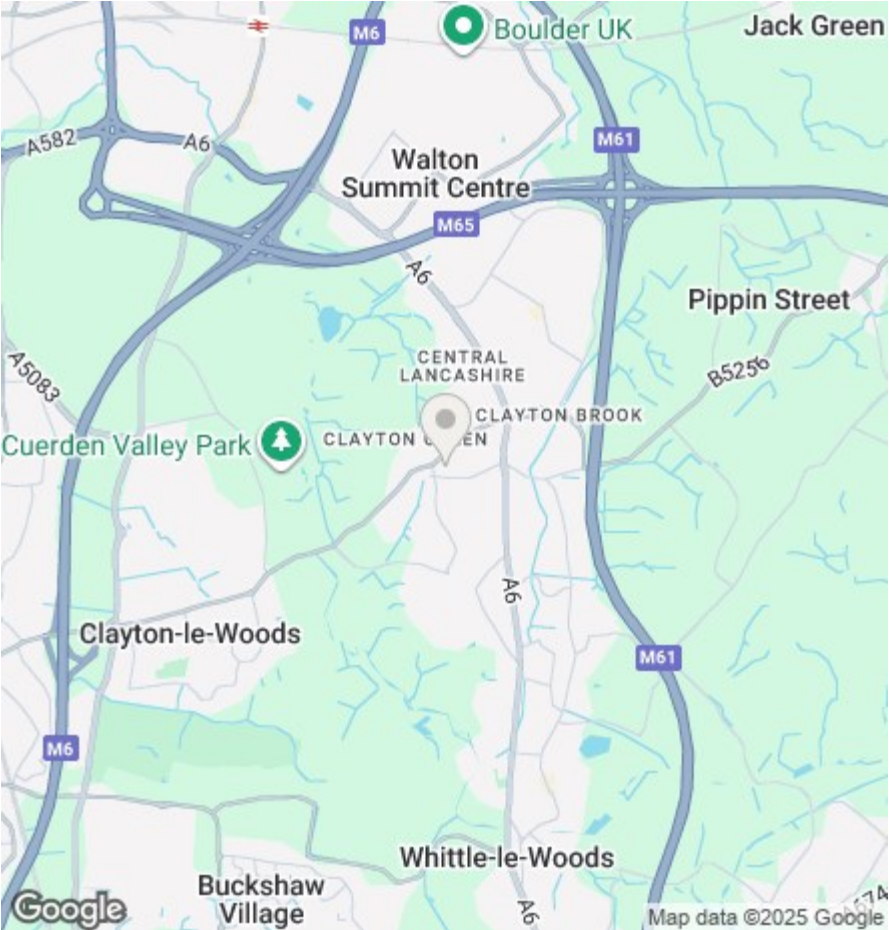 M6
Boulder UK
Jack Green
A582
A6
M61
Walton
Summit Centre
M65
A6
Pippin Street
A5083
CENTRAL
LANCASHIRE
B5256
CLAYTON BROOK
CLAYTON
Cuerden Valley Park
A6
Clayton-le-Woods
M61
M6
Whittle-le-Woods
Buckshaw
Village
A6
Google
Map data ©2025 Google